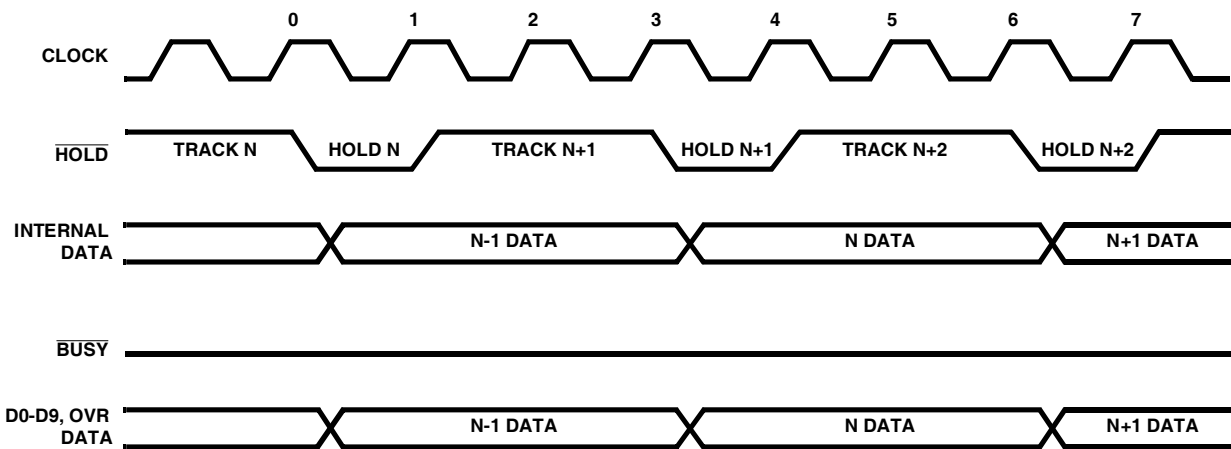 0 1 2 3 4 5 6 7
CLOCK
HOLD TRACK N HOLD N TRACK N+1 HOLD N+1 TRACK N+2 HOLD N+2
INTERNAL
DATA N-1 DATA N DATA N+1 DATA
BUSY
D0-D9, OVR
DATA N-1 DATA N DATA N+1 DATA